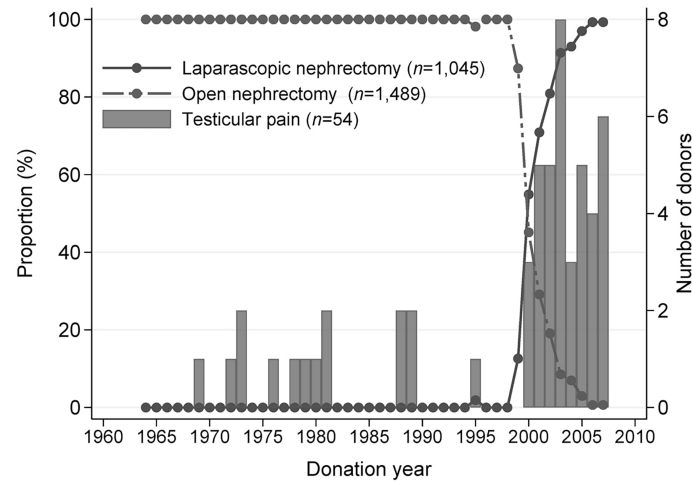 100
80
60
40
20
0
Proportion (%)
Laparascopic nephrectomy (n=1,045)
Open nephrectomy (n=1,489)
Testicular pain (n=54)
8
6
4
2
0
Number of donors
1960 1965 1970 1975 1980 1985 1990 1995 2000 2005 2010
Donation year